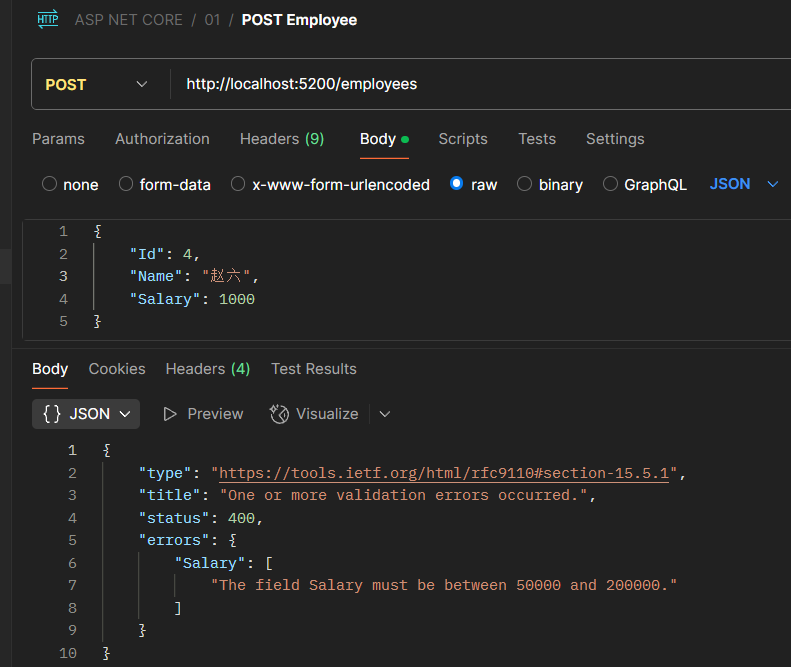 HTTP ASP NET CORE / 01 / POST Employee
POST http://localhost:5200/employees
Params Authorization Headers (9) Body Scripts Tests Settings
none form-data x-www-form-urlencoded raw binary GraphQL JSON
1 {
2 "Id": 4,
3 "Name": "赵六",
4 "Salary": 1000
5 }
Body Cookies Headers (4) Test Results
{} JSON Preview Visualize
1 {
2 "type": "https://tools.ietf.org/html/rfc9110#section-15.5.1",
3 "title": "One or more validation errors occurred.",
4 "status": 400,
5 "errors": {
6 "Salary": [
7 "The field Salary must be between 50000 and 200000."
8 ]
9 }
10 }